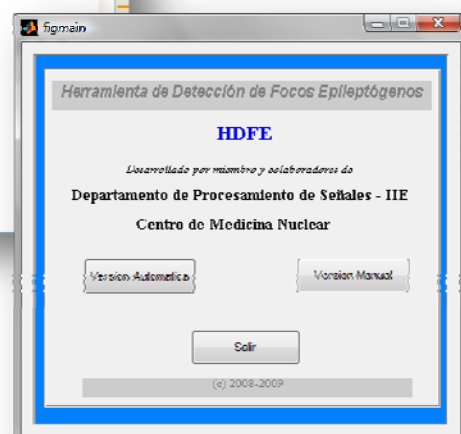 figmain
Herramienta de Detección de Focos Epileptógenos
HDFE
Desarrollado por miembro y colaboradores de
Departamento de Procesamiento de Señales - IIE
Centro de Medicina Nuclear
Version Automatica
Version Manual
Salir
(c) 2008-2009